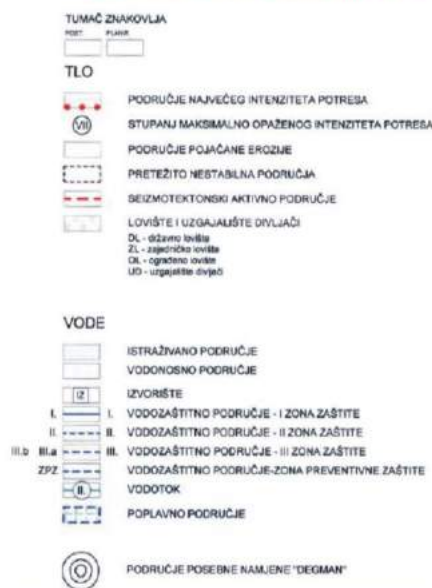 TUMAČ ZNAKOVLJA
POST. PLANIR.
TLO
PODRUČJE NAJVEĆEG INTENZITETA POTRESA
VII STUPANJ MAKSIMALNO OPAŽENOG INTENZITETA POTRESA
PODRUČJE POJAČANE EROZIJE
PRETEŽITO NESTABILNA PODRUČJA
SEIZMOTEKTONSKI AKTIVNO PODRUČJE
LOVIŠTE I UZGAJALIŠTE DIVLJAČI
DL - državno lovište
ZL - zajedničko lovište
OL - ograđeno lovište
UD - uzgajalište divljači
VODE
ISTRAŽIVANO PODRUČJE
VODONOSNO PODRUČJE
IZ IZVORIŠTE
I. I. VODOZAŠTITNO PODRUČJE - I ZONA ZAŠTITE
II. II. VODOZAŠTITNO PODRUČJE - II ZONA ZAŠTITE
III.b III.a III. VODOZAŠTITNO PODRUČJE - III ZONA ZAŠTITE
ZPZ VODOZAŠTITNO PODRUČJE-ZONA PREVENTIVNE ZAŠTITE
II. VODOTOK
POPLAVNO PODRUČJE
PODRUČJE POSEBNE NAMJENE "DEGMAN"